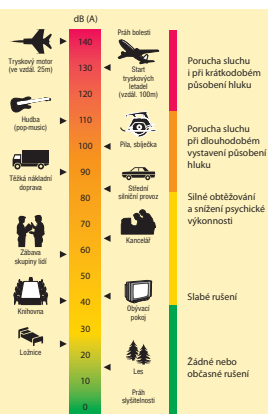 dB (A)
140
130
120
110
100
90
80
70
60
50
40
30
20
10
0
Tryskový motor
(ve vzdál. 25m)
Hudba
(pop-music)
Těžká nákladní
doprava
Zábava
skupiny lidí
Knihovna
Ložnice
Práh bolesti
Start
tryskových
letadel
(vzdál. 100m)
Pila, sbíječka
Střední
silniční provoz
Kancelář
Obývací
pokoj
Les
Práh
slyšitelnosti
Porucha sluchu
i při krátkodobém
působení hluku
Porucha sluchu
při dlouhodobém
vystavení působení
hluku
Silné obtěžování
a snížení psychické
výkonnosti
Slabé rušení
Žádné nebo
občasné rušení